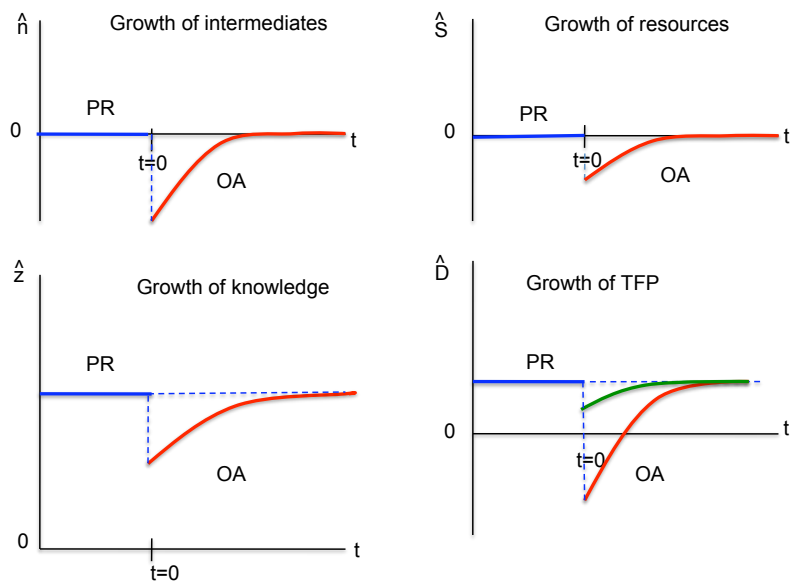 n̂
Growth of intermediates
PR
0
t
t=0
OA
Ŝ
Growth of resources
PR
0
t
t=0
OA
ẑ
Growth of knowledge
PR
OA
0
t
t=0
D̂
Growth of TFP
PR
0
t
t=0
OA